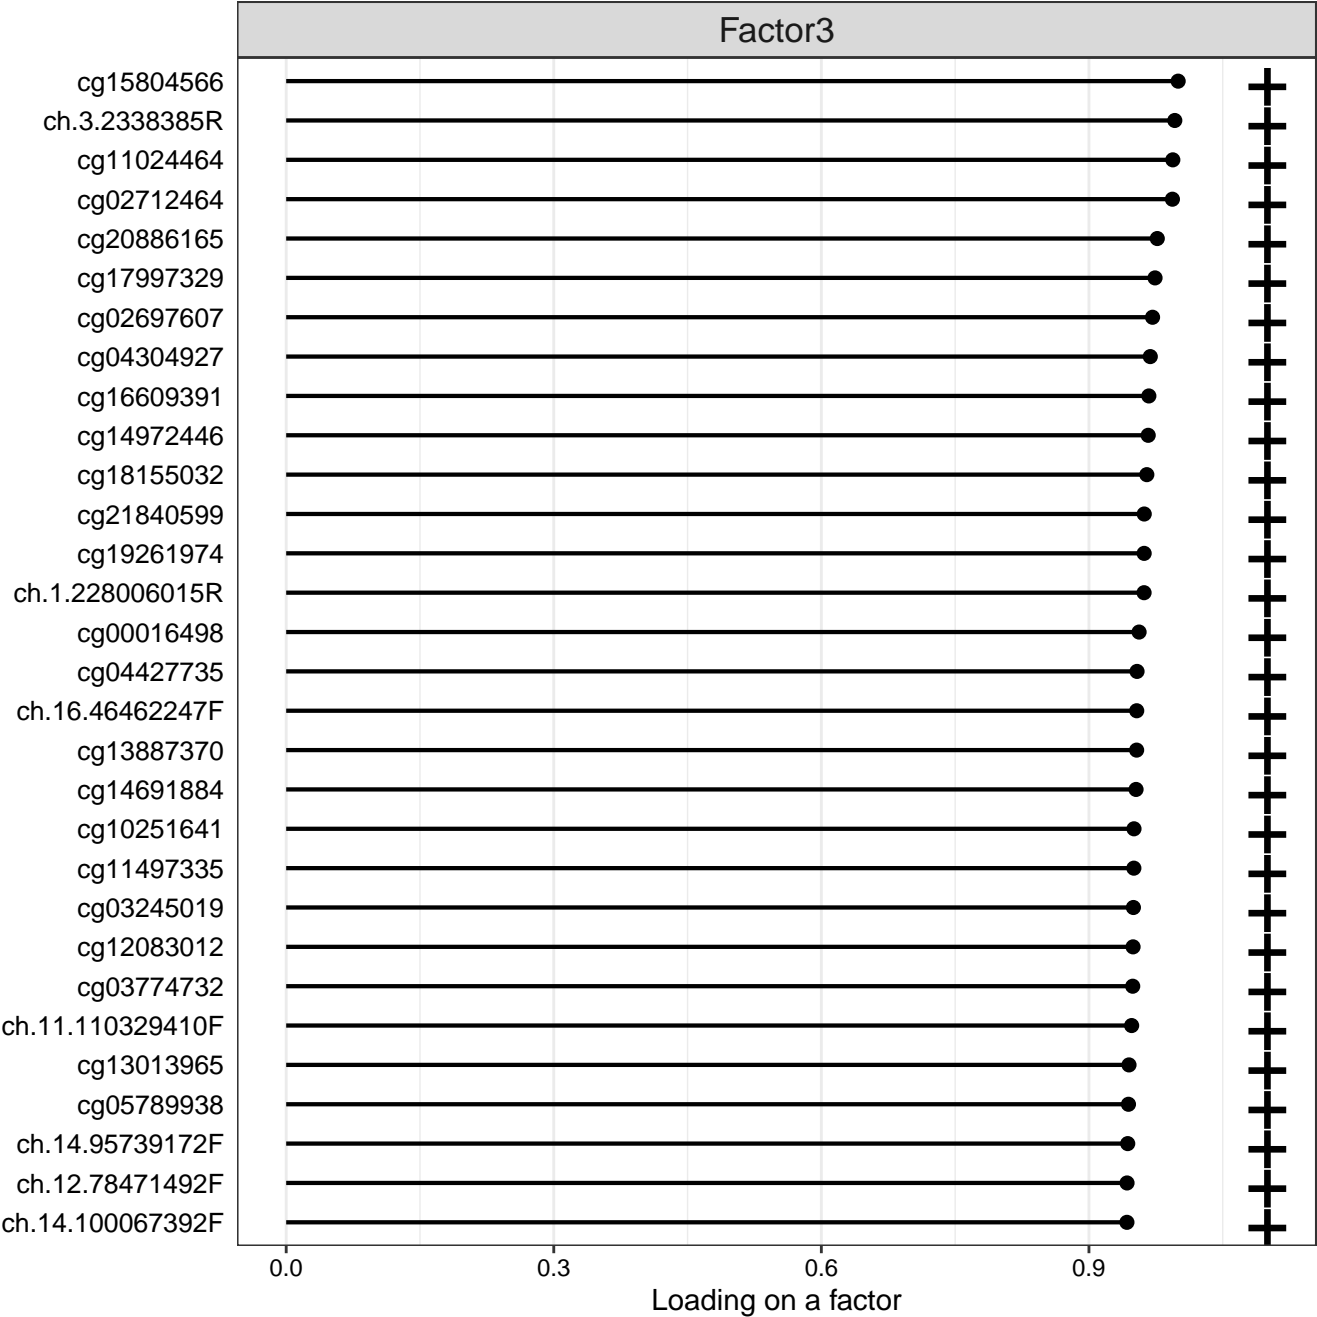 Factor3
cg15804566
ch.3.2338385R
cg11024464
cg02712464
cg20886165
cg17997329
cg02697607
cg04304927
cg16609391
cg14972446
cg18155032
cg21840599
cg19261974
ch.1.228006015R
cg00016498
cg04427735
ch.16.46462247F
cg13887370
cg14691884
cg10251641
cg11497335
cg03245019
cg12083012
cg03774732
ch.11.110329410F
cg13013965
cg05789938
ch.14.95739172F
ch.12.78471492F
ch.14.100067392F
0.0 0.3 0.6 0.9
Loading on a factor